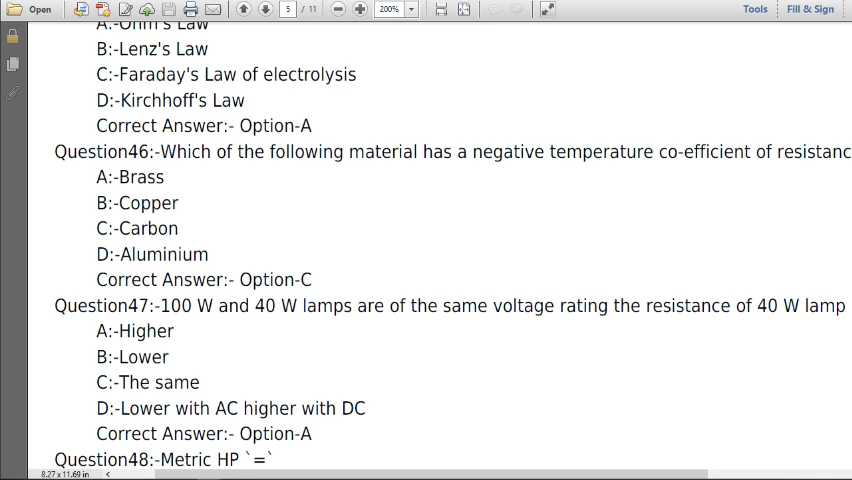 Open
5 / 11
200%
Tools
Fill & Sign
A:-Ohm's Law
B:-Lenz's Law
C:-Faraday's Law of electrolysis
D:-Kirchhoff's Law
Correct Answer:- Option-A
Question46:-Which of the following material has a negative temperature co-efficient of resistanc
A:-Brass
B:-Copper
C:-Carbon
D:-Aluminium
Correct Answer:- Option-C
Question47:-100 W and 40 W lamps are of the same voltage rating the resistance of 40 W lamp
A:-Higher
B:-Lower
C:-The same
D:-Lower with AC higher with DC
Correct Answer:- Option-A
Question48:-Metric HP `=`
8.27 x 11.69 in